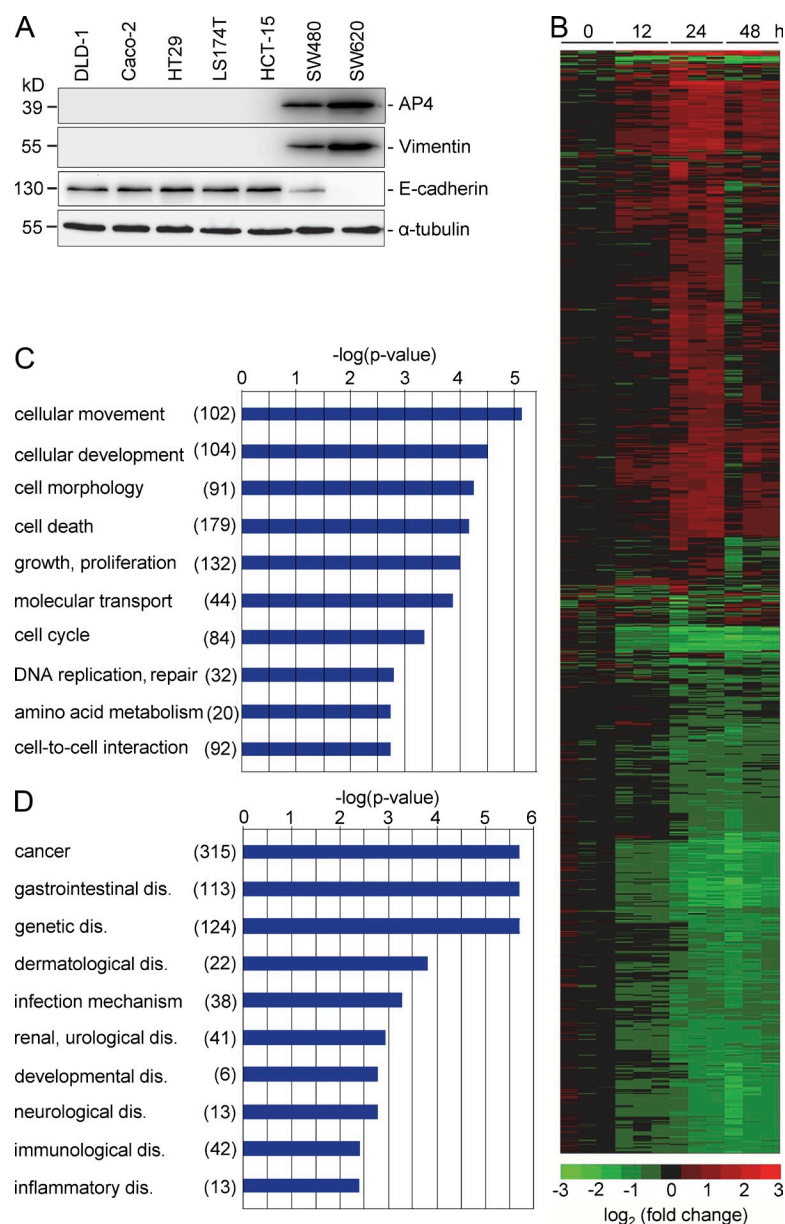 A
DLD-1
Caco-2
HT29
LS174T
HCT-15
SW480
SW620
kD
39
- AP4
55
- Vimentin
130
- E-cadherin
55
- α-tubulin
B
0 12 24 48 h
-3 -2 -1 0 1 2 3
log2 (fold change)
C
-log(p-value)
0 1 2 3 4 5
cellular movement (102)
cellular development (104)
cell morphology (91)
cell death (179)
growth, proliferation (132)
molecular transport (44)
cell cycle (84)
DNA replication, repair (32)
amino acid metabolism (20)
cell-to-cell interaction (92)
D
-log(p-value)
0 1 2 3 4 5 6
cancer (315)
gastrointestinal dis. (113)
genetic dis. (124)
dermatological dis. (22)
infection mechanism (38)
renal, urological dis. (41)
developmental dis. (6)
neurological dis. (13)
immunological dis. (42)
inflammatory dis. (13)